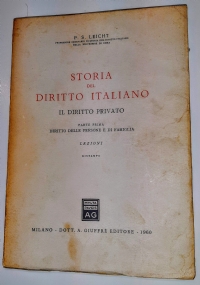 P. S. LEICHT
STORIA
DEL
DIRITTO ITALIANO
IL DIRITTO PRIVATO
PARTE PRIMA
DIRITTO DELLE PERSONE E DI FAMIGLIA
LEZIONI
RISTAMPA
AG
MILANO - DOTT. A. GIUFFRÈ EDITORE - 1960